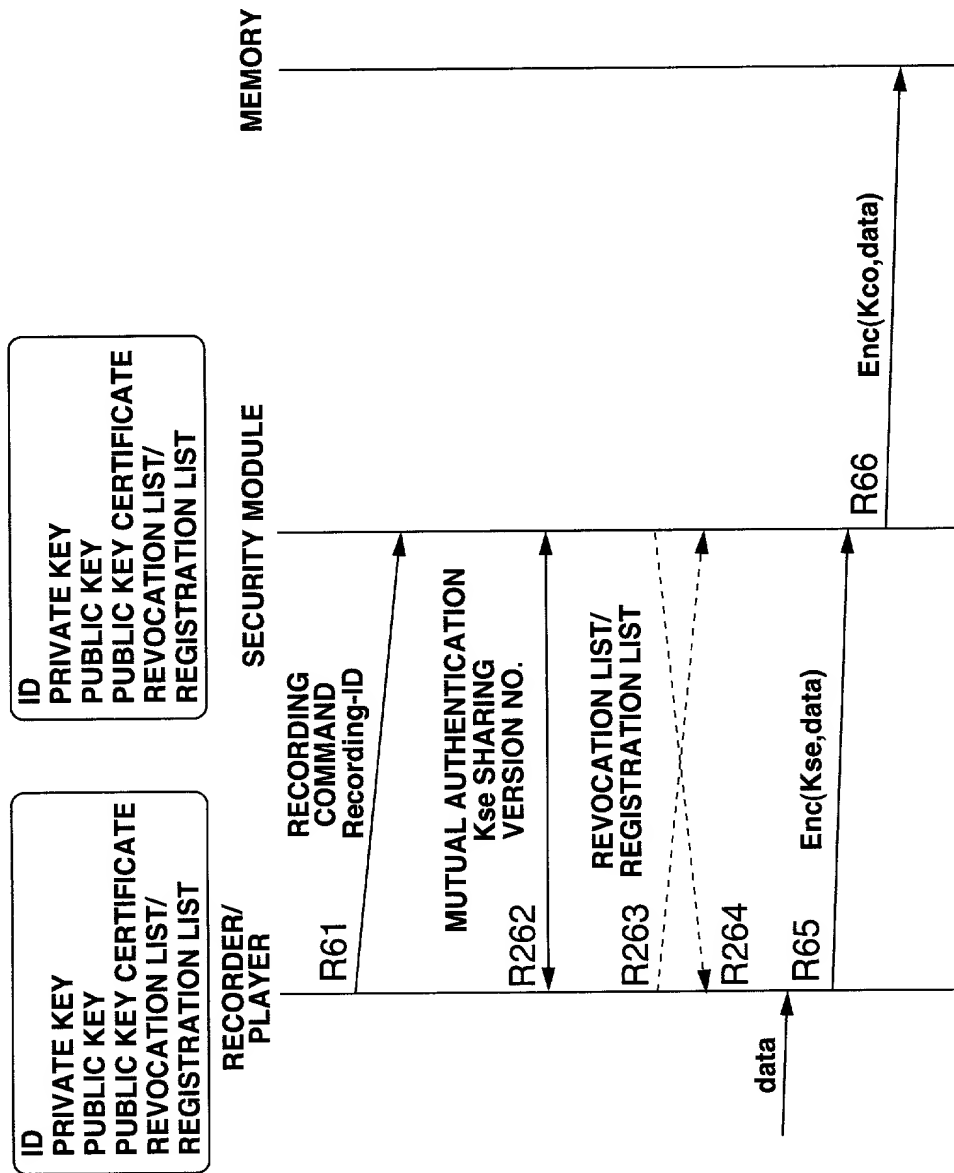 ID
PRIVATE KEY
PUBLIC KEY
PUBLIC KEY CERTIFICATE
REVOCATION LIST/
REGISTRATION LIST
ID
PRIVATE KEY
PUBLIC KEY
PUBLIC KEY CERTIFICATE
REVOCATION LIST/
REGISTRATION LIST
RECORDER/
PLAYER
SECURITY MODULE
MEMORY
R61
RECORDING
COMMAND
Recording-ID
MUTUAL AUTHENTICATION
Kse SHARING
VERSION NO.
R262
REVOCATION LIST/
REGISTRATION LIST
R263
R264
data
R65
Enc(Kse,data)
R66
Enc(Kco,data)